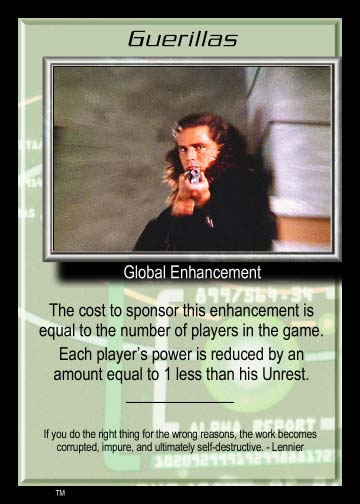 Guerillas
Global Enhancement
The cost to sponsor this enhancement is
equal to the number of players in the game.
Each player's power is reduced by an
amount equal to 1 less than his Unrest.
If you do the right thing for the wrong reasons, the work becomes
corrupted, impure, and ultimately self-destructive. - Lennier
TM